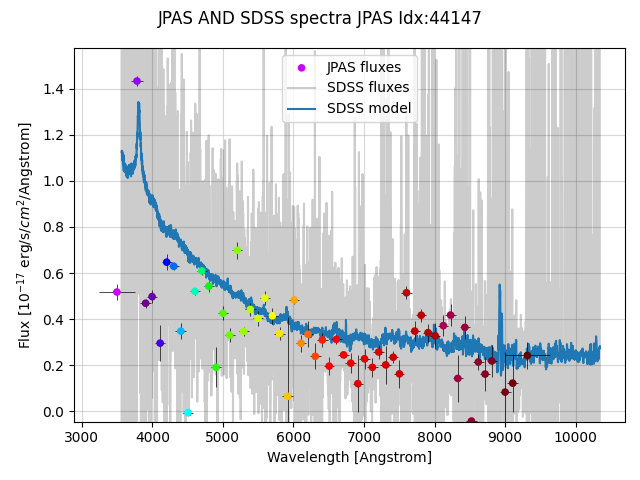 JPAS AND SDSS spectra JPAS Idx:44147
JPAS fluxes
SDSS fluxes
SDSS model
Flux [10⁻¹⁷ erg/s/cm²/Angstrom]
1.4
1.2
1.0
0.8
0.6
0.4
0.2
0.0
3000 4000 5000 6000 7000 8000 9000 10000
Wavelength [Angstrom]